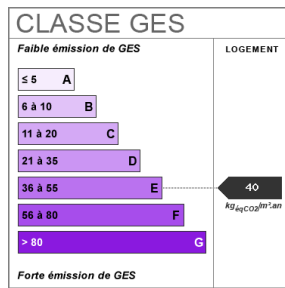 CLASSE GES
Faible émission de GES
LOGEMENT
≤ 5 A
6 à 10 B
11 à 20 C
21 à 35 D
36 à 55 E
40
kgéqCO2/m².an
56 à 80 F
> 80 G
Forte émission de GES